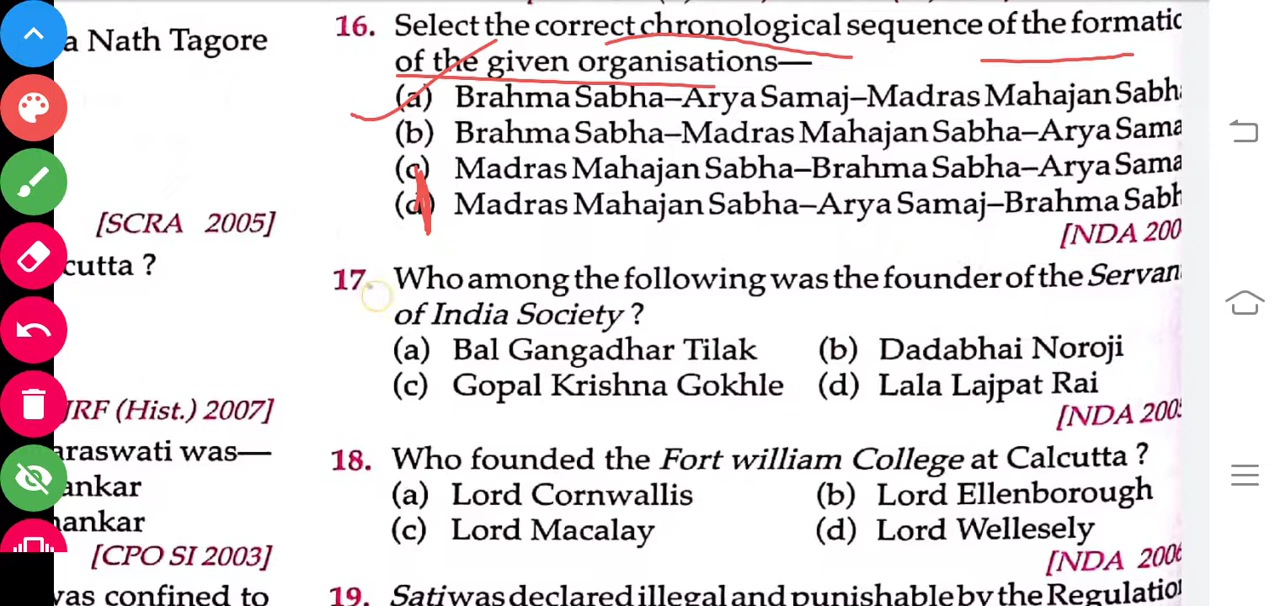 a Nath Tagore
[SCRA 2005]
cutta ?
JRF (Hist.) 2007]
araswati was—
ankar
ankar
[CPO SI 2003]
vas confined to
16. Select the correct chronological sequence of the formatic
of the given organisations—
(a) Brahma Sabha–Arya Samaj–Madras Mahajan Sabh
(b) Brahma Sabha–Madras Mahajan Sabha–Arya Sama
(c) Madras Mahajan Sabha–Brahma Sabha–Arya Sama
(d) Madras Mahajan Sabha–Arya Samaj–Brahma Sabh
[NDA 200
17. Who among the following was the founder of the Servan
of India Society ?
(a) Bal Gangadhar Tilak (b) Dadabhai Noroji
(c) Gopal Krishna Gokhle (d) Lala Lajpat Rai
[NDA 2005
18. Who founded the Fort william College at Calcutta ?
(a) Lord Cornwallis (b) Lord Ellenborough
(c) Lord Macalay (d) Lord Wellesely
[NDA 2006
19. Sati was declared illegal and punishable by the Regulation